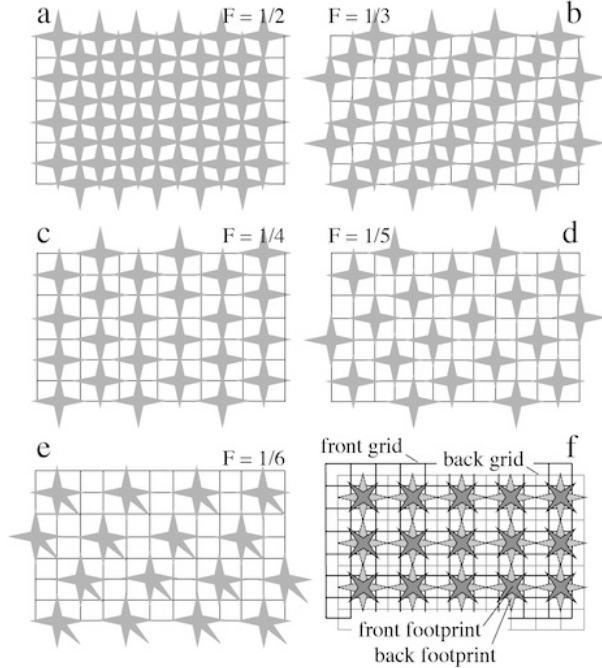 a F = 1/2
F = 1/3 b
c F = 1/4
F = 1/5 d
e F = 1/6
f
front grid
back grid
front footprint
back footprint